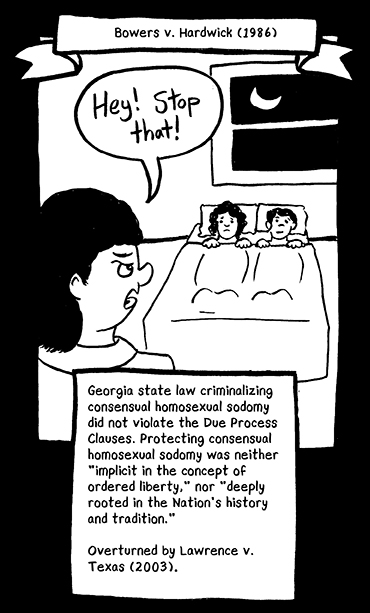 Bowers v. Hardwick (1986)
Hey! Stop
that!
Georgia state law criminalizing
consensual homosexual sodomy
did not violate the Due Process
Clauses. Protecting consensual
homosexual sodomy was neither
"implicit in the concept of
ordered liberty," nor "deeply
rooted in the Nation's history
and tradition."
Overturned by Lawrence v.
Texas (2003).